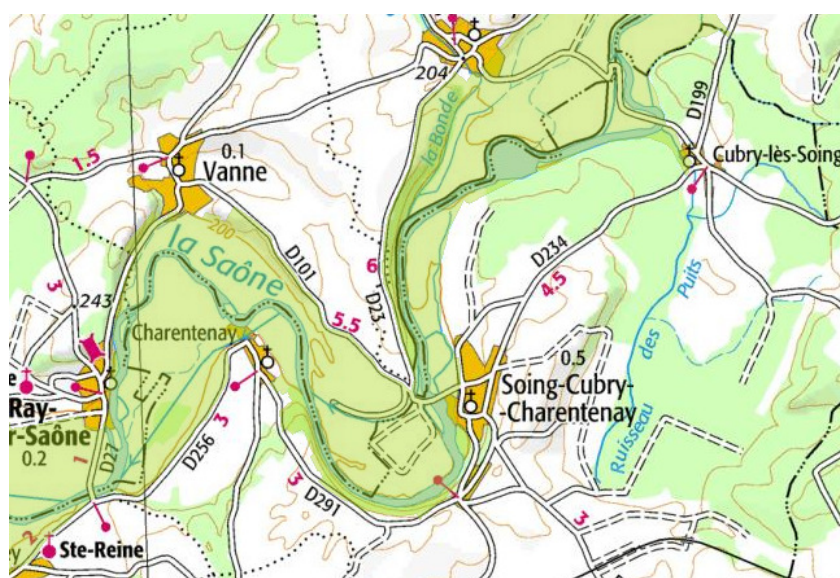 204
D199
la Bonde
Cubry-lès-Soing
1.5
0.1
Vanne
200
la Saône
D101
D234
6
D23
4.5
3
243
Puits
5.5
Charentenay
des
0.5
Soing-Cubry-
-Charentenay
e
Ray-
r-Saône
0.2
D256
3
Ruisseau
1
D27
3
D291
3
2
Ste-Reine